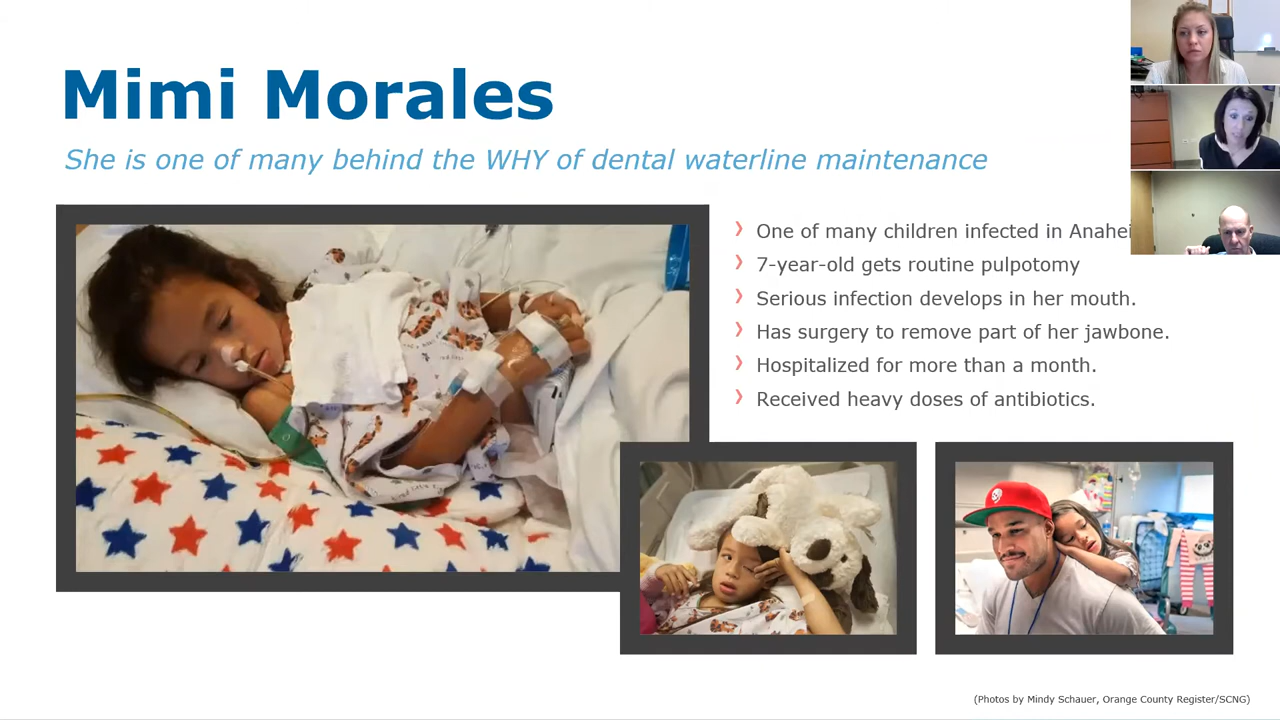 Mimi Morales
She is one of many behind the WHY of dental waterline maintenance
One of many children infected in
7-year-old gets routine pulpotomy
Serious infection develops in her mouth.
Has surgery to remove part of her jawbone.
Hospitalized for more than a month.
Received heavy doses of antibiotics.
(Photos by Mindy Schauer, Orange County Register/SCNG)